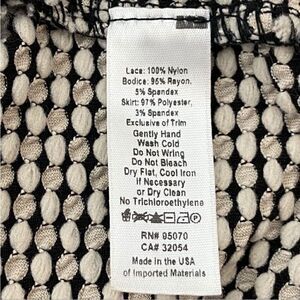 Lace: 100% Nylon
Bodice: 95% Rayon,
5% Spandex
Skirt: 97% Polyester,
3% Spandex
Exclusive of Trim
Gently Hand
Wash Cold
Do Not Wring
Do Not Bleach
Dry Flat, Cool Iron
If Necessary
or Dry Clean
No Trichloroethylene
RN# 95070
CA# 32054
Made in the USA
of Imported Materials